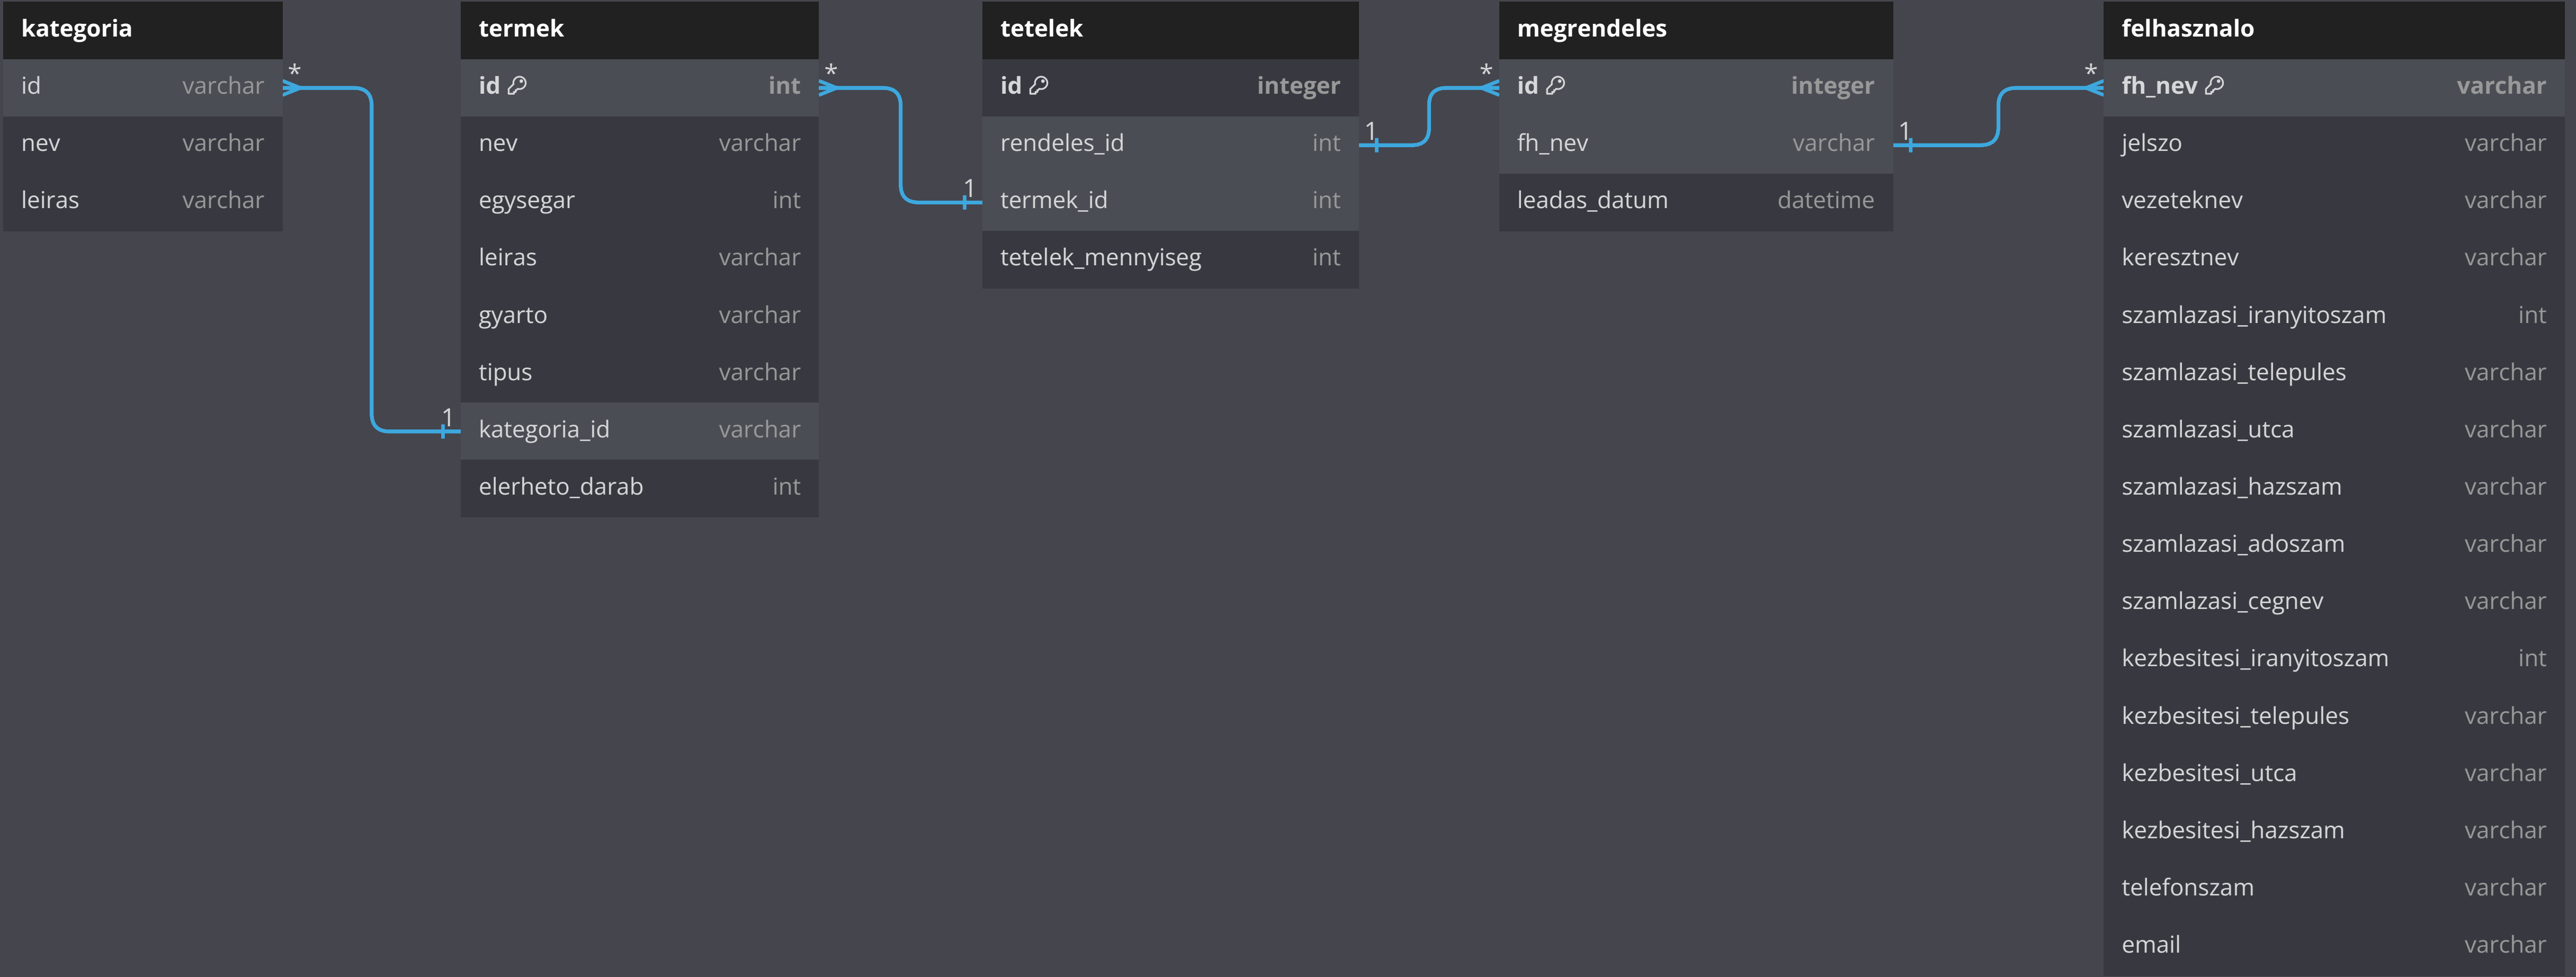 kategoria
id varchar
nev varchar
leiras varchar
*
1
termek
id int
nev varchar
egysegar int
leiras varchar
gyarto varchar
tipus varchar
kategoria_id varchar
elerheto_darab int
*
1
tetelek
id integer
rendeles_id int
termek_id int
tetelek_mennyiseg int
1
*
megrendeles
id integer
fh_nev varchar
leadas_datum datetime
1
*
felhasznalo
fh_nev varchar
jelszo varchar
vezeteknev varchar
keresztnev varchar
szamlazasi_iranyitoszam int
szamlazasi_telepules varchar
szamlazasi_utca varchar
szamlazasi_hazszam varchar
szamlazasi_adoszam varchar
szamlazasi_cegnev varchar
kezbesitesi_iranyitoszam int
kezbesitesi_telepules varchar
kezbesitesi_utca varchar
kezbesitesi_hazszam varchar
telefonszam varchar
email varchar